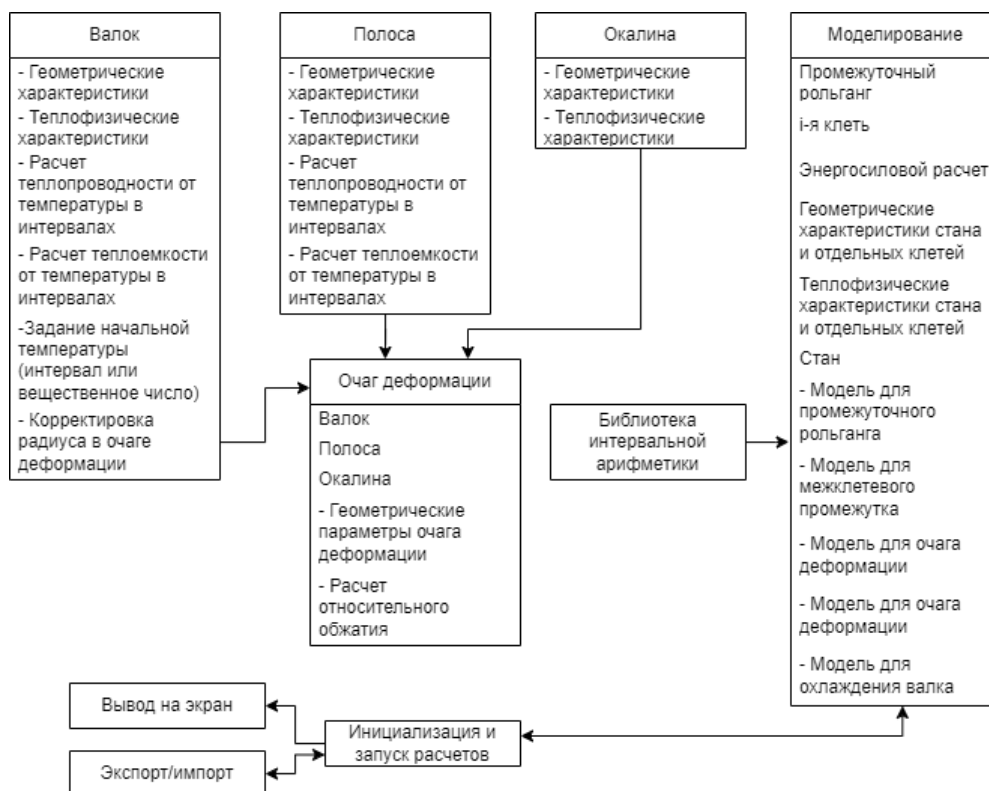 Валок
- Геометрические
характеристики
- Теплофизические
характеристики
- Расчет
теплопроводности от
температуры в
интервалах
- Расчет теплоемкости
от температуры в
интервалах
-Задание начальной
температуры
(интервал или
вещественное число)
- Корректировка
радиуса в очаге
деформации
Полоса
- Геометрические
характеристики
- Теплофизические
характеристики
- Расчет
теплопроводности от
температуры в
интервалах
- Расчет теплоемкости
от температуры в
интервалах
Окалина
- Геометрические
характеристики
- Теплофизические
характеристики
Моделирование
Промежуточный
рольганг
i-я клеть
Энергосиловой расчет
Геометрические
характеристики стана
и отдельных клетей
Теплофизические
характеристики стана
и отдельных клетей
Стан
- Модель для
промежуточного
рольганга
- Модель для
межклетевого
промежутка
- Модель для очага
деформации
- Модель для очага
деформации
- Модель для
охлаждения валка
Очаг деформации
Валок
Полоса
Окалина
- Геометрические
параметры очага
деформации
- Расчет
относительного
обжатия
Библиотека
интервальной
арифметики
Вывод на экран
Экспорт/импорт
Инициализация и
запуск расчетов